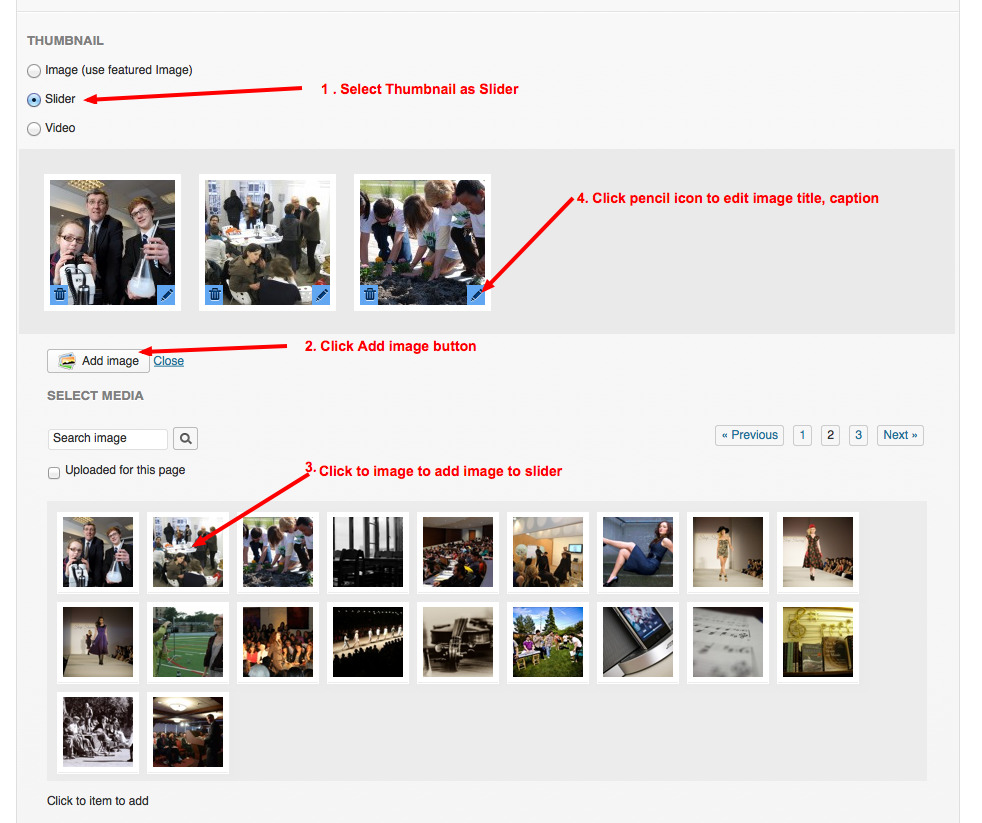 THUMBNAIL
Image (use featured Image)
1 . Select Thumbnail as Slider
Slider
Video
4. Click pencil icon to edit image title, caption
2. Click Add image button
Add image Close
SELECT MEDIA
Search image
« Previous 1 2 3 Next »
Uploaded for this page
3. Click to image to add image to slider
Click to item to add